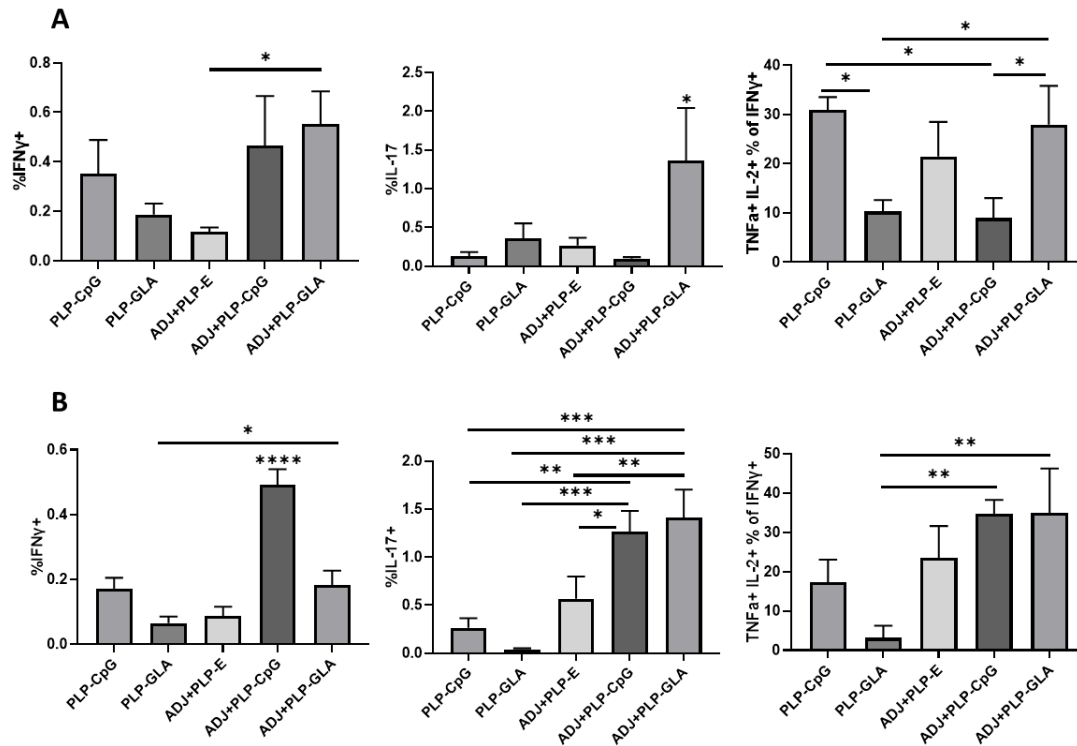 A
*
%IFNγ+
0.8
0.6
0.4
0.2
0.0
PLP-CpG
PLP-GLA
ADJ+PLP-E
ADJ+PLP-CpG
ADJ+PLP-GLA
*
%IL-17
2.5
2.0
1.5
1.0
0.5
0.0
PLP-CpG
PLP-GLA
ADJ+PLP-E
ADJ+PLP-CpG
ADJ+PLP-GLA
*
*
*
*
TNFa+ IL-2+ % of IFNγ+
40
30
20
10
0
PLP-CpG
PLP-GLA
ADJ+PLP-E
ADJ+PLP-CpG
ADJ+PLP-GLA
B
*
****
%IFNγ+
0.6
0.4
0.2
0.0
PLP-CpG
PLP-GLA
ADJ+PLP-E
ADJ+PLP-CpG
ADJ+PLP-GLA
***
***
** **
***
*
%IL-17+
2.0
1.5
1.0
0.5
0.0
PLP-CpG
PLP-GLA
ADJ+PLP-E
ADJ+PLP-CpG
ADJ+PLP-GLA
**
**
TNFa+ IL-2+ % of IFNγ+
50
40
30
20
10
0
PLP-CpG
PLP-GLA
ADJ+PLP-E
ADJ+PLP-CpG
ADJ+PLP-GLA